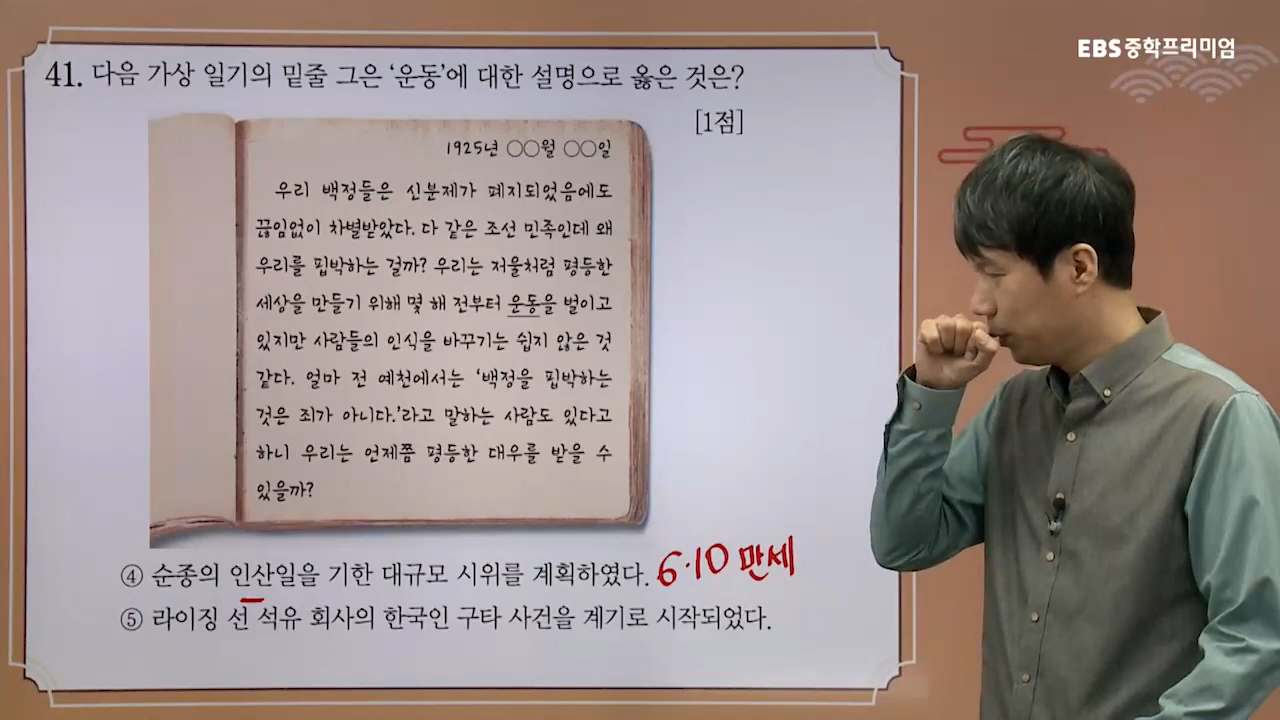 EBS 중학프리미엄
41. 다음 가상 일기의 밑줄 그은 '운동'에 대한 설명으로 옳은 것은?
[1점]
1925년 ○○월 ○○일
우리 백정들은 신분제가 폐지되었음에도
끊임없이 차별받았다. 다 같은 조선 민족인데 왜
우리를 핍박하는 걸까? 우리는 저울처럼 평등한
세상을 만들기 위해 몇 해 전부터 운동을 벌이고
있지만 사람들의 인식을 바꾸기는 쉽지 않은 것
같다. 얼마 전 예천에서는 '백정을 핍박하는
것은 죄가 아니다.'라고 말하는 사람도 있다고
하니 우리는 언제쯤 평등한 대우를 받을 수
있을까?
④ 순종의 인산일을 기한 대규모 시위를 계획하였다. 6·10 만세
⑤ 라이징 선 석유 회사의 한국인 구타 사건을 계기로 시작되었다.